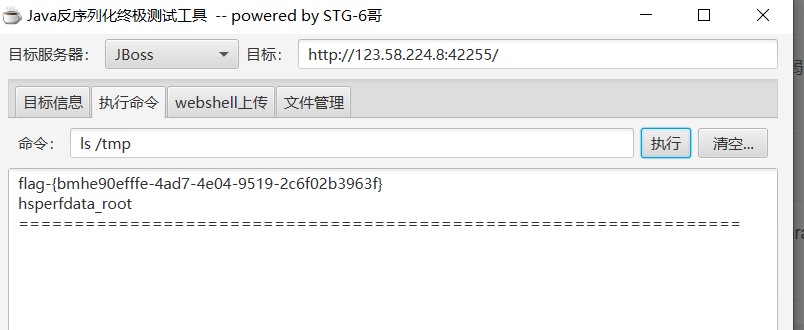 Java反序列化终极测试工具 -- powered by STG-6哥
目标服务器： JBoss 目标： http://123.58.224.8:42255/
目标信息 执行命令 webshell上传 文件管理
命令： ls /tmp 执行 清空...
flag-{bmhe90efffe-4ad7-4e04-9519-2c6f02b3963f}
hsperfdata_root
===================================================================